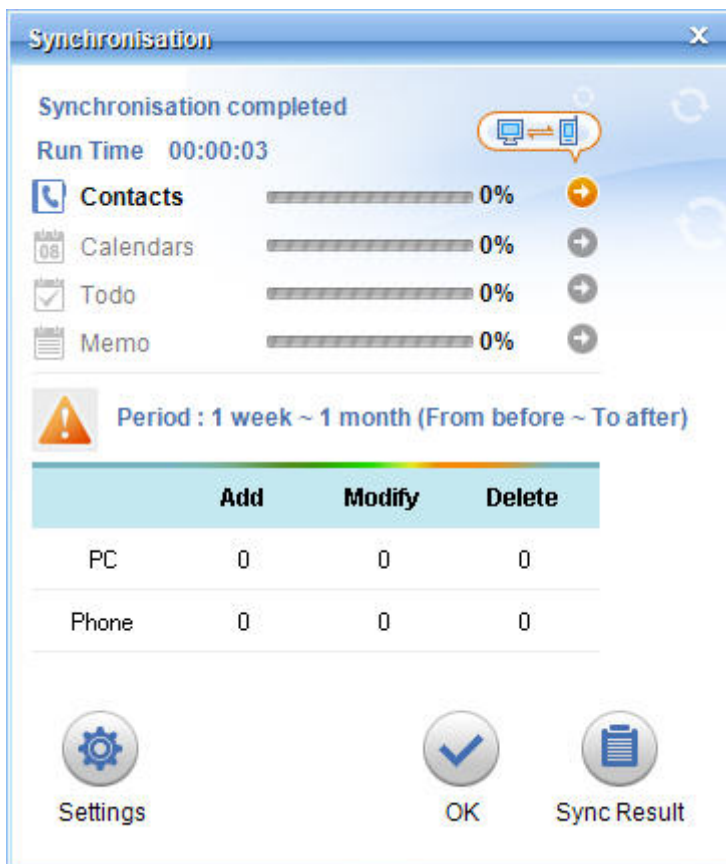 Synchronisation
Synchronisation completed
Run Time 00:00:03
Contacts 0%
08 Calendars 0%
Todo 0%
Memo 0%
Period : 1 week ~ 1 month (From before ~ To after)
Add Modify Delete
PC 0 0 0
Phone 0 0 0
Settings OK Sync Result